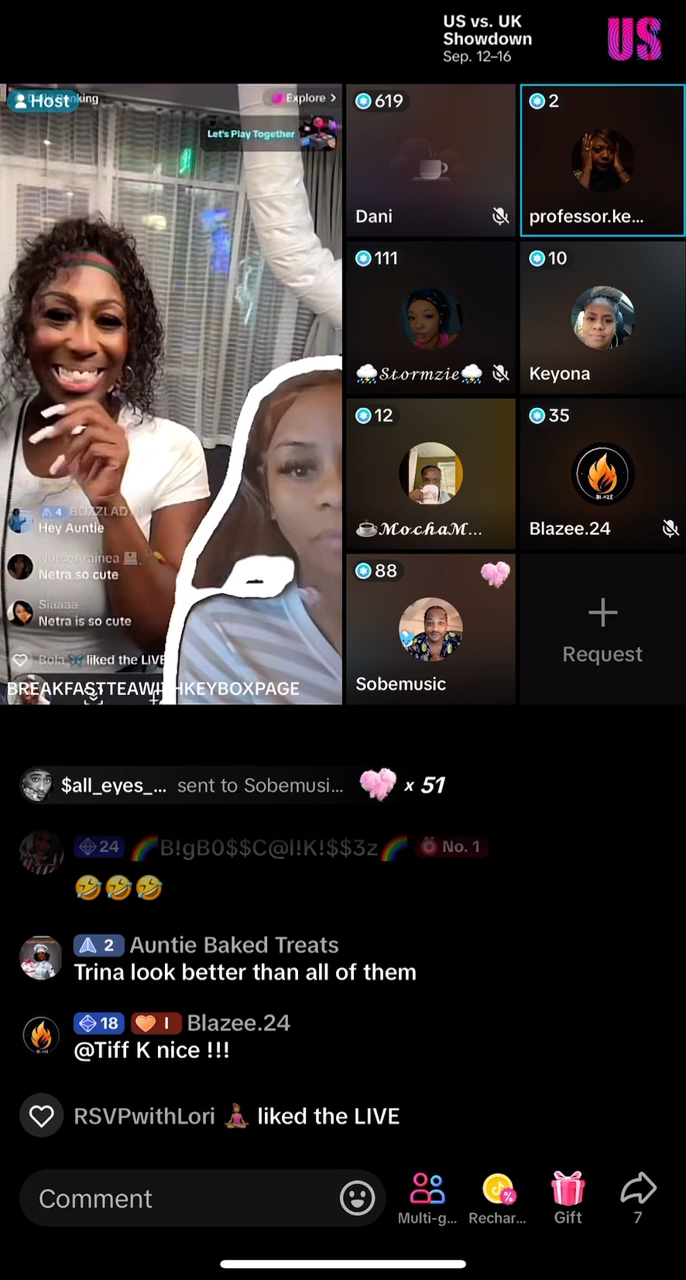 US vs. UK
Showdown
Sep. 12–16
US
Host
Explore >
Let's Play Together
619
Dani
2
professor.ke...
111
🌧️𝓢𝓽𝓸𝓻𝓶𝔃𝓲𝓮🌧️
10
Keyona
12
☕𝓜𝓸𝓬𝓱𝓪𝓜...
35
BLAZE
Blazee.24
88
Sobemusic
+
Request
4
Hey Auntie
Netra so cute
Siaaaa
Netra is so cute
Bola 🦋 liked the LIVE
BREAKFASTTEAWITHKEYBOXPAGE
$all_eyes_... sent to Sobemusi... x 51
24 🌈B!gB0$$C@l!K!$$3z🌈 No. 1
🤣🤣🤣
2 Auntie Baked Treats
Trina look better than all of them
18 I Blazee.24
@Tiff K nice !!!
RSVPwithLori 🧘🏽‍♀️ liked the LIVE
Comment
Multi-g...
Rechar...
Gift
7